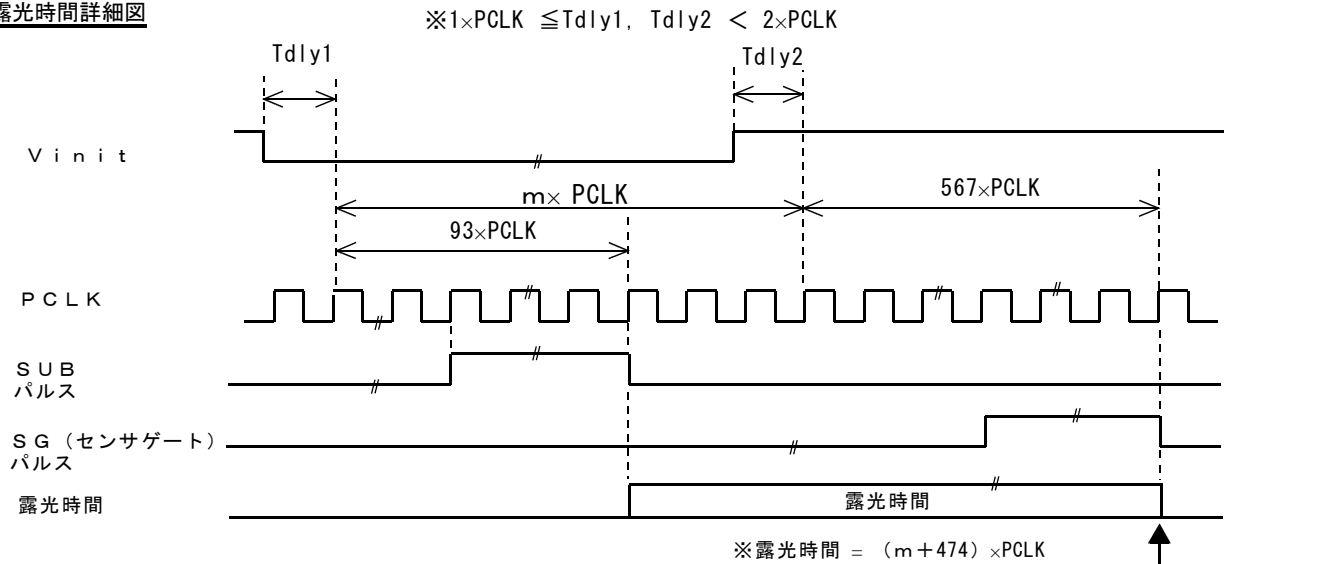 露光時間詳細図
※1×PCLK ≦Tdly1, Tdly2 < 2×PCLK
Tdly1
Tdly2
Ｖｉｎｉｔ
567×PCLK
ｍ× PCLK
93×PCLK
ＰＣＬＫ
ＳＵＢ
パルス
ＳＧ（センサゲート）
パルス
露光時間
露光時間
※露光時間 = （ｍ＋474）×PCLK